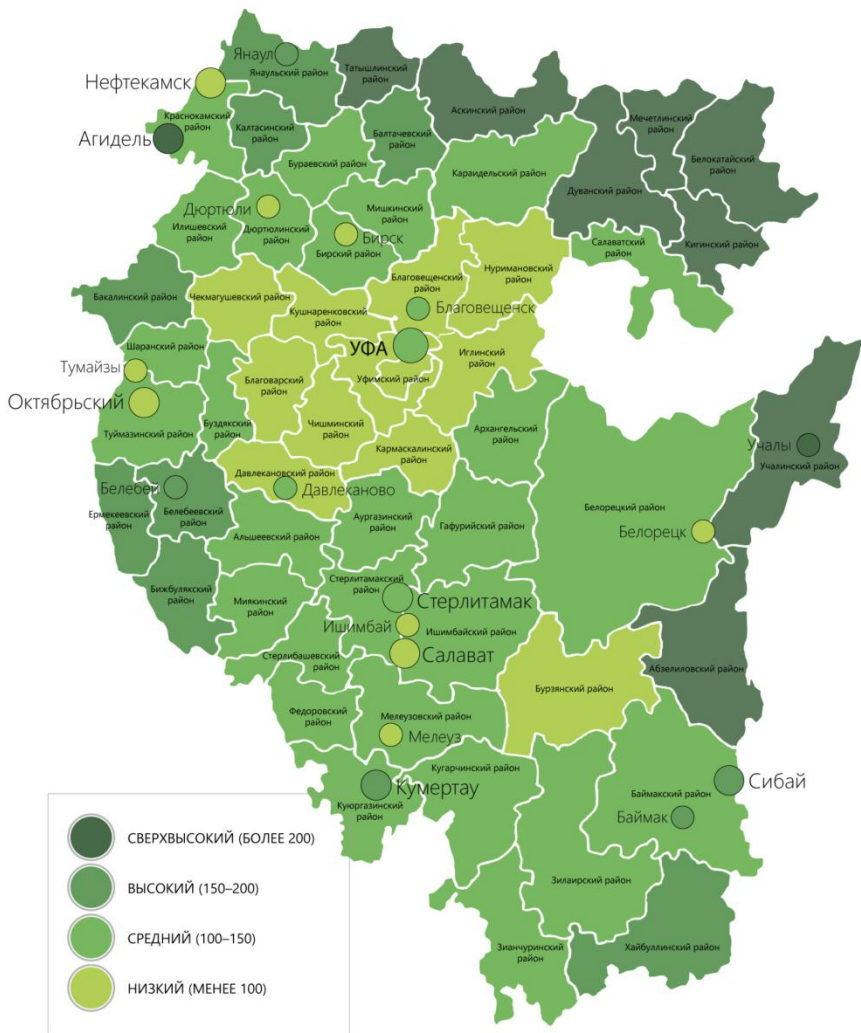 Янаул
Янаульский район
Татышлинский
район
Нефтекамск
Аскинский район
Мечетлинский
район
Краснокамский
район
Калтасинский
район
Балтачевский
район
Агидель
Бураевский район
Белокатайский
район
Караидельский район
Дуванский район
Дюртюли
Мишкинский
район
Илишевский
район
Дюртюлинский
район
Бирск
Бирский район
Салаватский
район
Кигинский район
Благовещенский
район
Нуримановский
район
Бакалинский район
Чекмагушевский район
Кушнаренковский
район
Благовещенск
Шаранский район
УФА
Иглинский
район
Тумайзы
Уфимский район
Благоварский
район
Октябрьский
Буздякский
район
Чишминский
район
Архангельский
район
Туймазинский район
Учалы
Кармаскалинский
район
Учалинский район
Давлекановский район
Белебей
Давлеканово
Ермекеевский
район
Белебеевский
район
Белорецкий район
Аургазинский
район
Гафурийский район
Альшеевский район
Белорецк
Стерлитамакский
район
Бижбулякский
район
Миякинский
район
Стерлитамак
Ишимбай
Ишимбайский район
Салават
Стерлибашевский
район
Абзелиловский район
Бурзянский район
Федоровский
район
Мелеузовский район
Мелеуз
Кугарчинский район
Кумертау
Сибай
Куюргазинский
район
Баймакский район
Баймак
СВЕРХВЫСОКИЙ (БОЛЕЕ 200)
ВЫСОКИЙ (150–200)
Зилаирский район
СРЕДНИЙ (100–150)
Зианчуринский район
Хайбуллинский район
НИЗКИЙ (МЕНЕЕ 100)